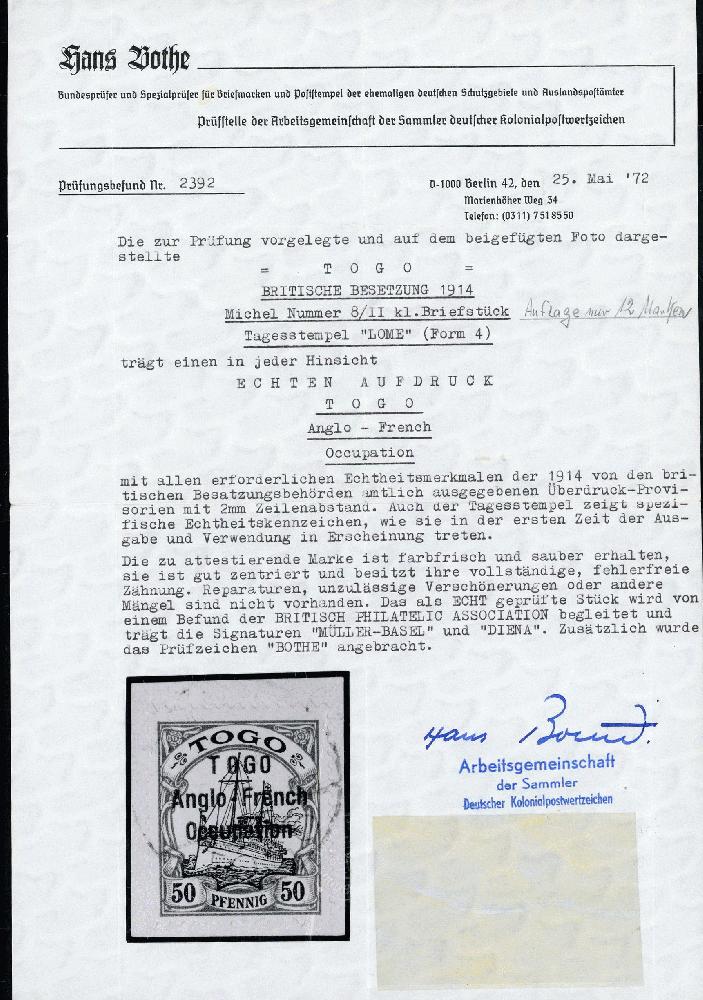 Hans Bothe
Bundesprüfer und Spezialprüfer für Briefmarken und Poststempel der ehemaligen deutschen Schutzgebiete und Auslandspostämter
Prüfstelle der Arbeitsgemeinschaft der Sammler deutscher Kolonialpostwertzeichen
Prüfungsbefund Nr. 2392
D-1000 Berlin 42, den 25. Mai '72
Marienhöher Weg 34
Telefon: (0311) 7518550
Die zur Prüfung vorgelegte und auf dem beigefügten Foto darge-
stellte
= T O G O =
BRITISCHE BESETZUNG 1914
Michel Nummer 8/II kl.Briefstück Auflage nur 12 Marken
Tagesstempel "LOME" (Form 4)
trägt einen in jeder Hinsicht
E C H T E N A U F D R U C K
T O G O
Anglo - French
Occupation
mit allen erforderlichen Echtheitsmerkmalen der 1914 von den bri-
tischen Besatzungsbehörden amtlich ausgegebenen Überdruck-Provi-
sorien mit 2mm Zeilenabstand. Auch der Tagesstempel zeigt spezi-
fische Echtheitskennzeichen, wie sie in der ersten Zeit der Aus-
gabe und Verwendung in Erscheinung treten.
Die zu attestierende Marke ist farbfrisch und sauber erhalten,
sie ist gut zentriert und besitzt ihre vollständige, fehlerfreie
Zähnung. Reparaturen, unzulässige Verschönerungen oder andere
Mängel sind nicht vorhanden. Das als ECHT geprüfte Stück wird von
einem Befund der BRITISCH PHILATELIC ASSOCIATION begleitet und
trägt die Signaturen "MÜLLER-BASEL" und "DIENA". Zusätzlich wurde
das Prüfzeichen "BOTHE" angebracht.
TOGO
TOGO
Anglo-French
Occupation
50 PFENNIG 50
Hans Bothe
Arbeitsgemeinschaft
der Sammler
Deutscher Kolonialpostwertzeichen